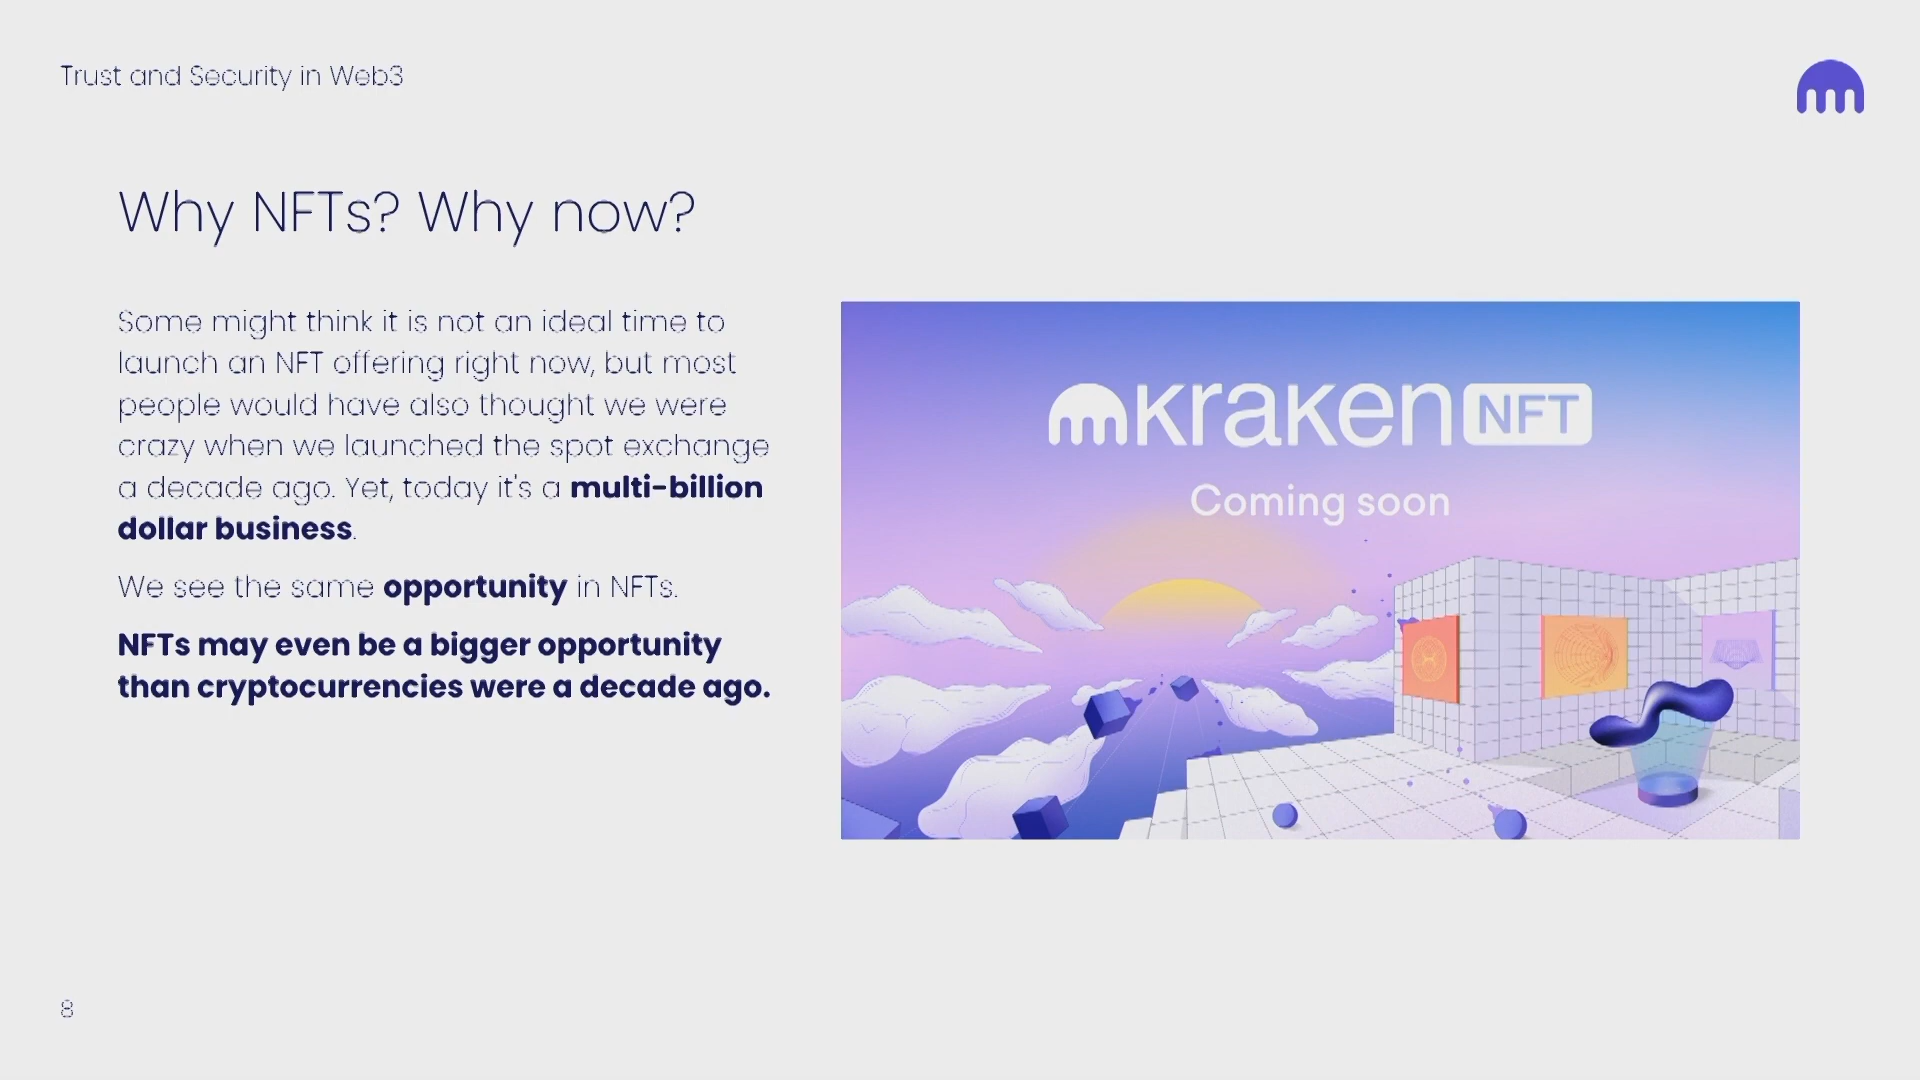 Trust and Security in Web3
Why NFTs? Why now?
Some might think it is not an ideal time to
launch an NFT offering right now, but most
people would have also thought we were
crazy when we launched the spot exchange
a decade ago. Yet, today it's a multi-billion
dollar business.
We see the same opportunity in NFTs.
NFTs may even be a bigger opportunity
than cryptocurrencies were a decade ago.
kraken NFT
Coming soon
8